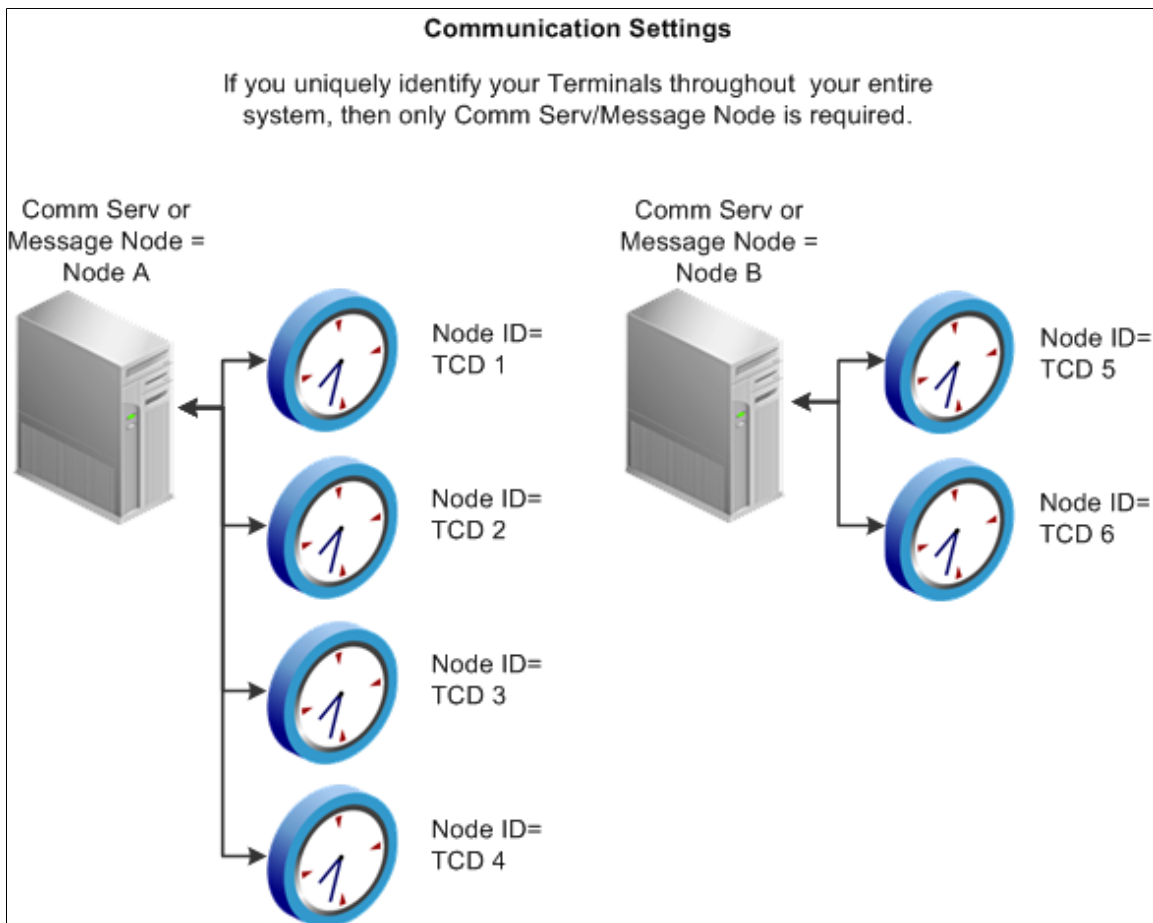 Communication Settings
If you uniquely identify your Terminals throughout your entire
system, then only Comm Serv/Message Node is required.
Comm Serv or
Message Node =
Node A
Node ID=
TCD 1
Node ID=
TCD 2
Node ID=
TCD 3
Node ID=
TCD 4
Comm Serv or
Message Node =
Node B
Node ID=
TCD 5
Node ID=
TCD 6